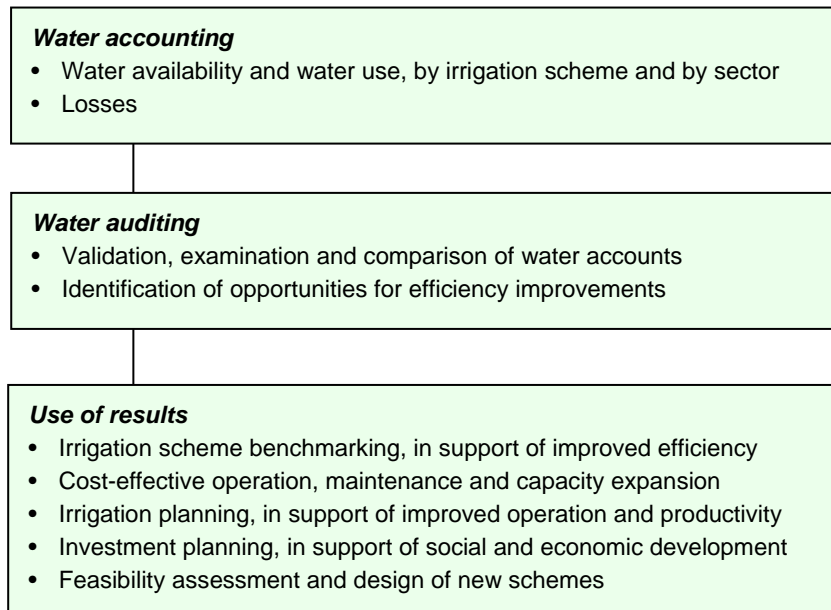 Water accounting
• Water availability and water use, by irrigation scheme and by sector
• Losses
Water auditing
• Validation, examination and comparison of water accounts
• Identification of opportunities for efficiency improvements
Use of results
• Irrigation scheme benchmarking, in support of improved efficiency
• Cost-effective operation, maintenance and capacity expansion
• Irrigation planning, in support of improved operation and productivity
• Investment planning, in support of social and economic development
• Feasibility assessment and design of new schemes